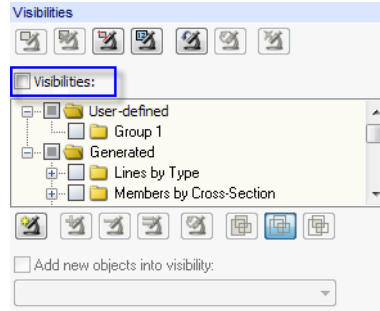 Visibilities
Visibilities:
User-defined
Group 1
Generated
Lines by Type
Members by Cross-Section
Add new objects into visibility: